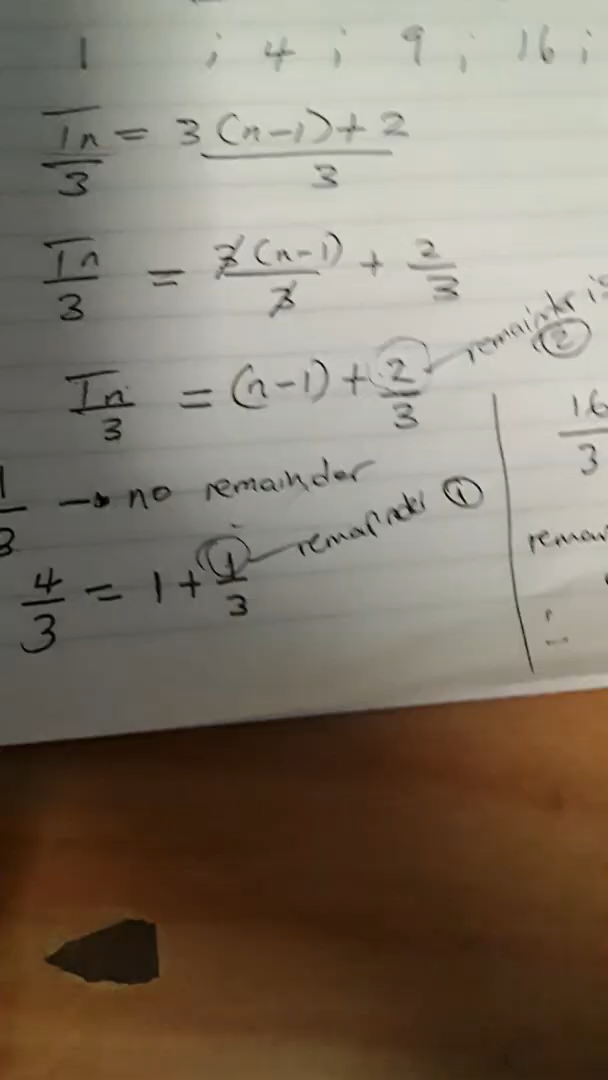 1 ; 4 ; 9 ; 16 ;
Tn/3 = 3(n-1)+2/3
Tn/3 = 3(n-1)/3 + 2/3
Tn/3 = (n-1) + 2/3 remainder is 2
1/3 → no remainder
4/3 = 1 + 1/3 remainder 1
16/3
remain